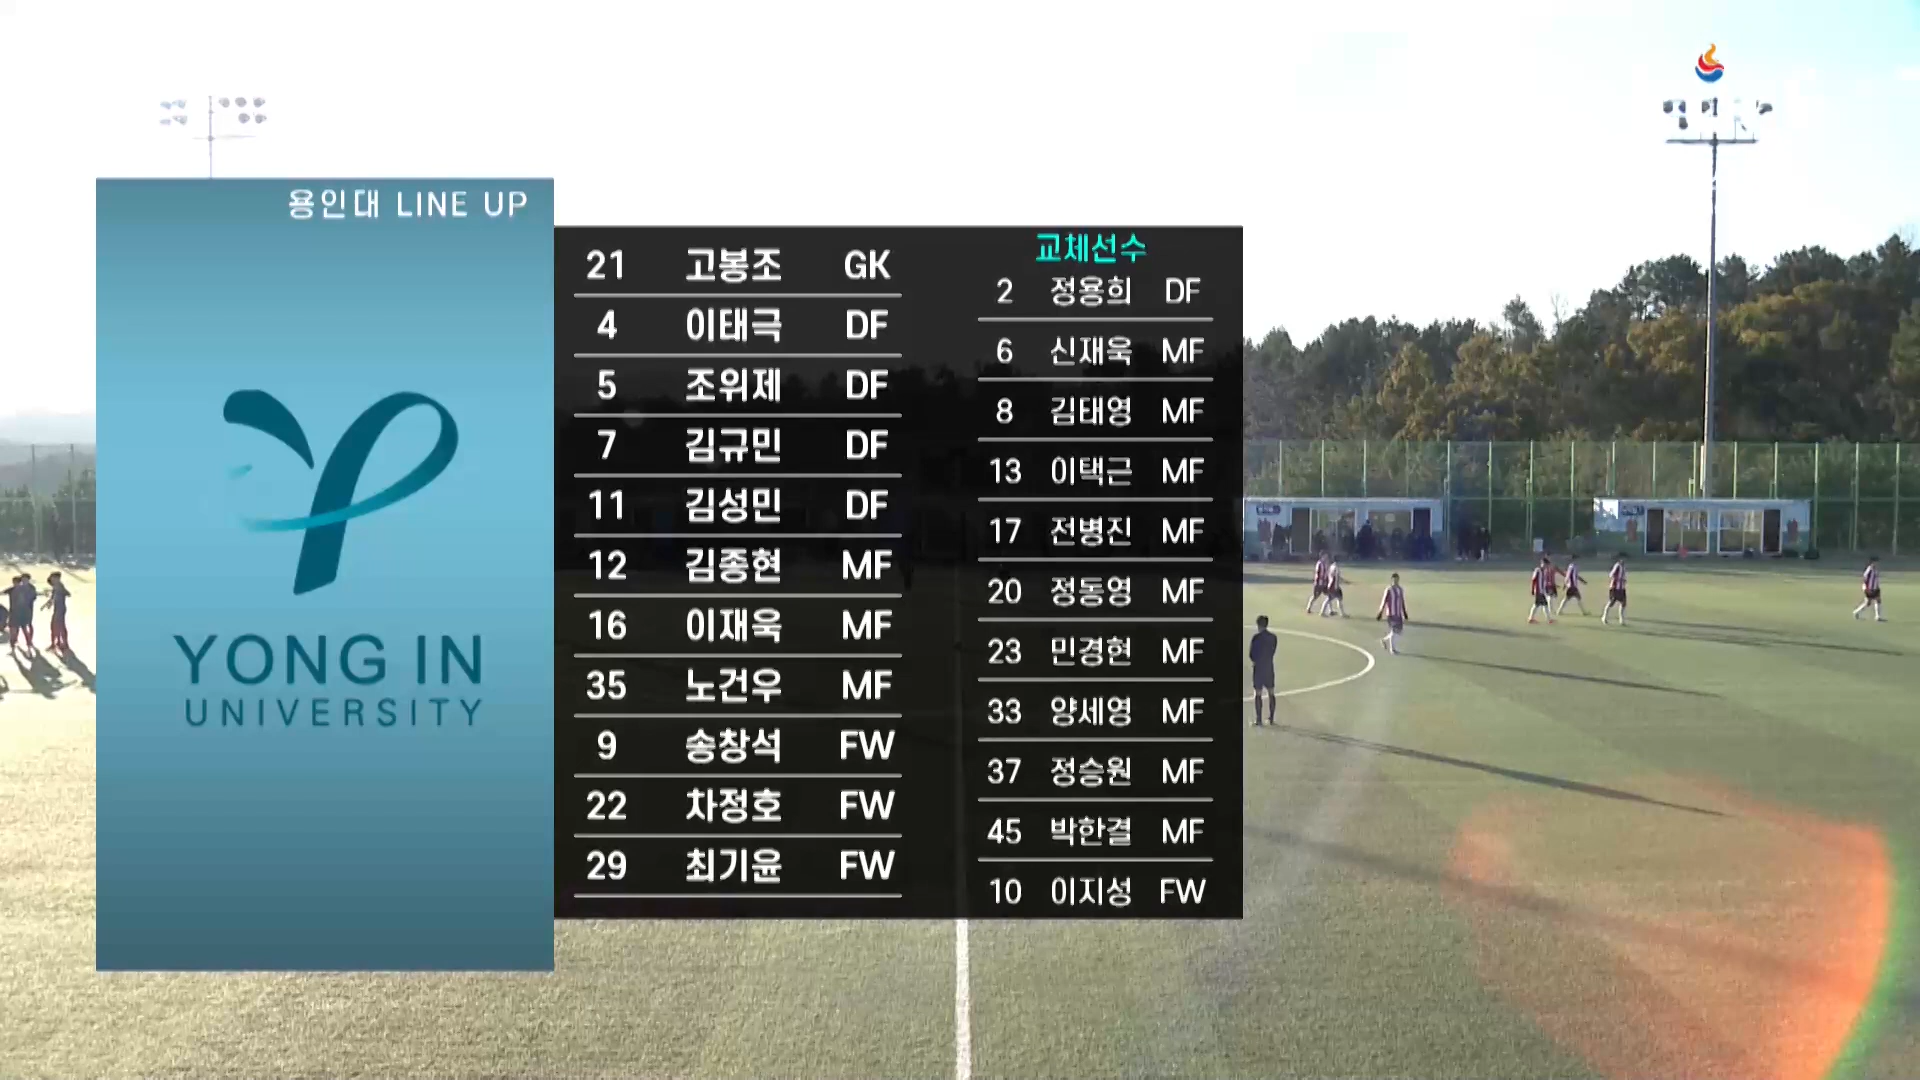 용인대 LINE UP
YONG IN
UNIVERSITY
21 고봉조 GK
4 이태극 DF
5 조위제 DF
7 김규민 DF
11 김성민 DF
12 김종현 MF
16 이재욱 MF
35 노건우 MF
9 송창석 FW
22 차정호 FW
29 최기윤 FW
교체선수
2 정용희 DF
6 신재욱 MF
8 김태영 MF
13 이택근 MF
17 전병진 MF
20 정동영 MF
23 민경현 MF
33 양세영 MF
37 정승원 MF
45 박한결 MF
10 이지성 FW